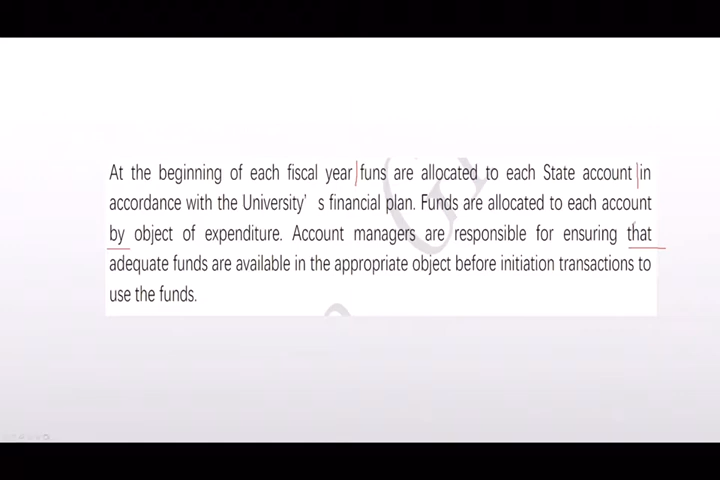 At the beginning of each fiscal year funs are allocated to each State account in
accordance with the University's financial plan. Funds are allocated to each account
by object of expenditure. Account managers are responsible for ensuring that
adequate funds are available in the appropriate object before initiation transactions to
use the funds.